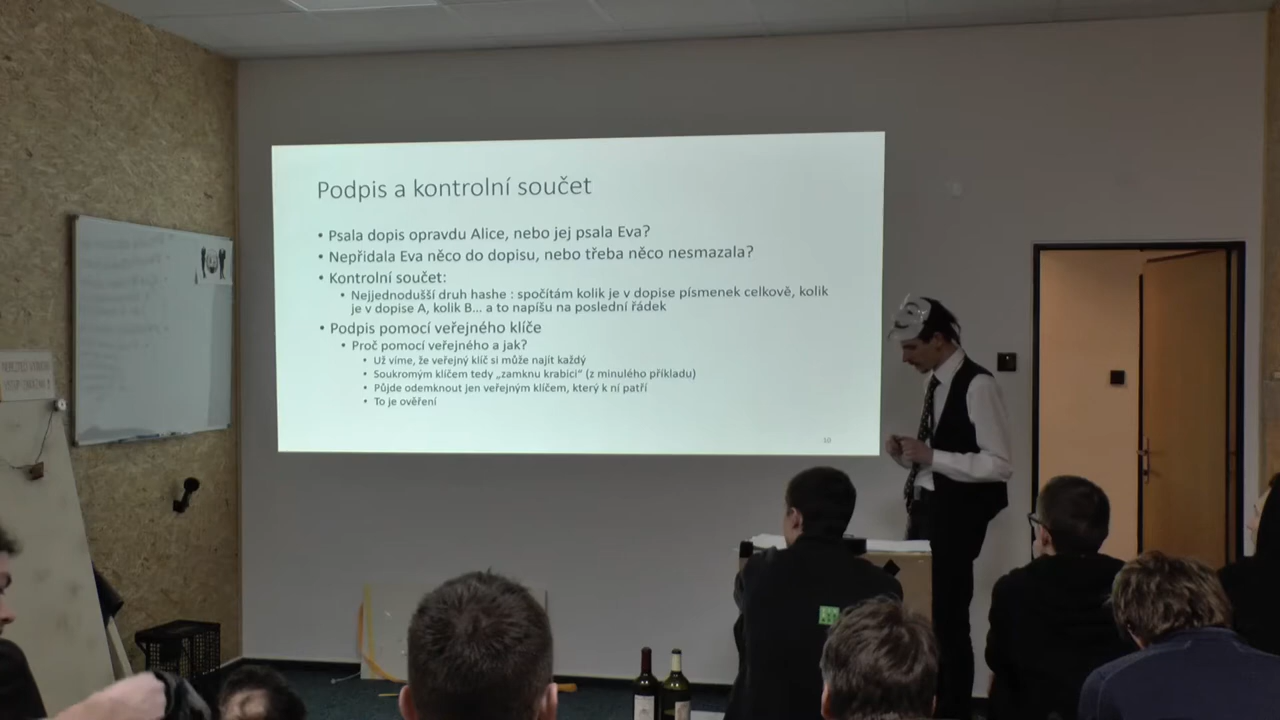 Podpis a kontrolní součet
• Psala dopis opravdu Alice, nebo jej psala Eva?
• Nepřidala Eva něco do dopisu, nebo třeba něco nesmazala?
• Kontrolní součet:
• Nejjednodušší druh hashe : spočítám kolik je v dopise písmenek celkově, kolik
je v dopise A, kolik B... a to napíšu na poslední řádek
• Podpis pomocí veřejného klíče
• Proč pomocí veřejného a jak?
• Už víme, že veřejný klíč si může najít každý
• Soukromým klíčem tedy „zamknu krabici“ (z minulého příkladu)
• Půjde odemknout jen veřejným klíčem, který k ní patří
• To je ověření
10